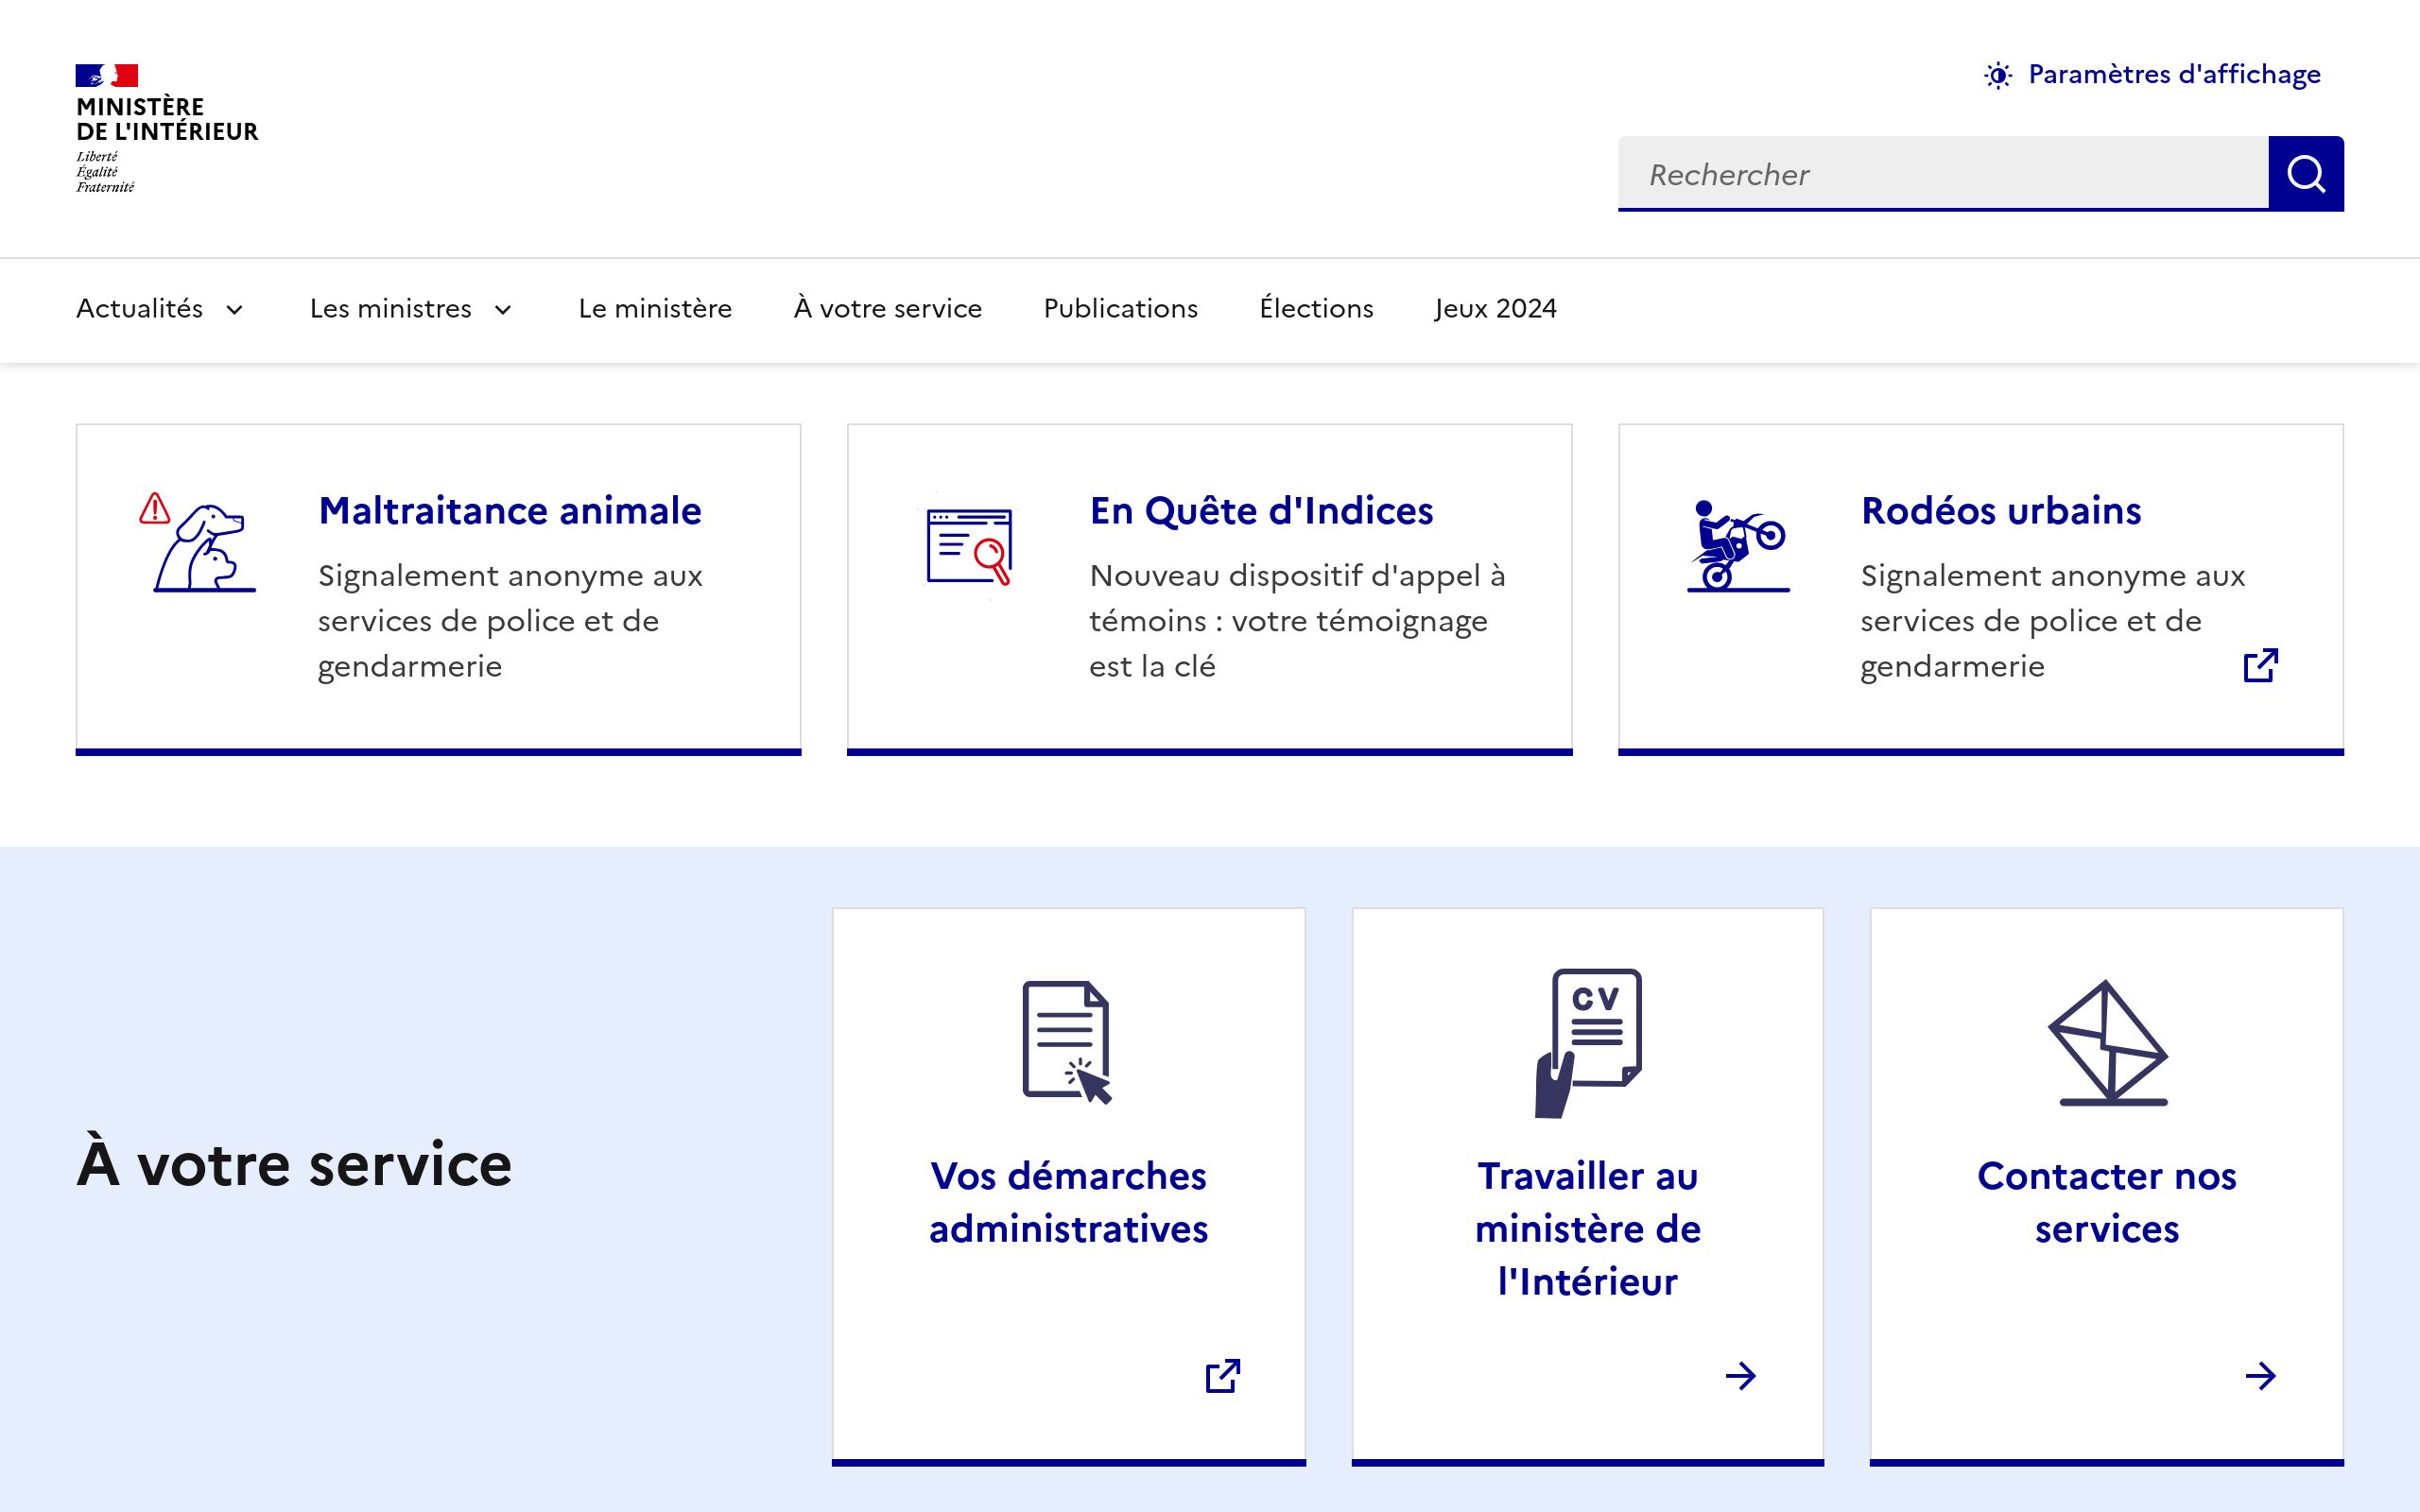 MINISTÈRE
DE L'INTÉRIEUR
Liberté
Égalité
Fraternité
Paramètres d'affichage
Rechercher
Actualités
Les ministres
Le ministère
À votre service
Publications
Élections
Jeux 2024
Maltraitance animale
Signalement anonyme aux
services de police et de
gendarmerie
En Quête d'Indices
Nouveau dispositif d'appel à
témoins : votre témoignage
est la clé
Rodéos urbains
Signalement anonyme aux
services de police et de
gendarmerie
À votre service
Vos démarches
administratives
CV
Travailler au
ministère de
l'Intérieur
Contacter nos
services